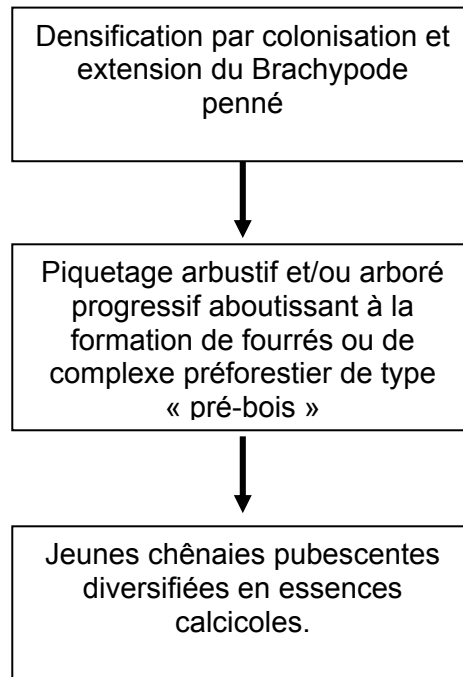 Densification par colonisation et
extension du Brachypode
penné
Piquetage arbustif et/ou arboré
progressif aboutissant à la
formation de fourrés ou de
complexe préforestier de type
« pré-bois »
Jeunes chênaies pubescentes
diversifiées en essences
calcicoles.